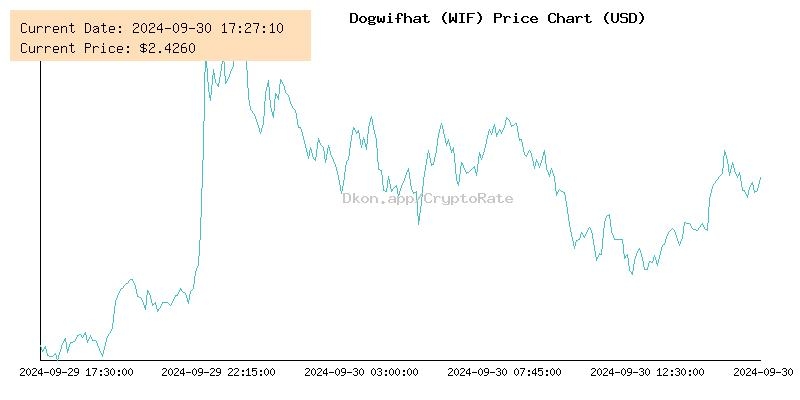 Dogwifhat (WIF) Price Chart (USD)
Current Date: 2024-09-30 17:27:10
Current Price: $2.4260
Dkon.app/CryptoRate
2024-09-29 17:30:00 2024-09-29 22:15:00 2024-09-30 03:00:00 2024-09-30 07:45:00 2024-09-30 12:30:00 2024-09-30